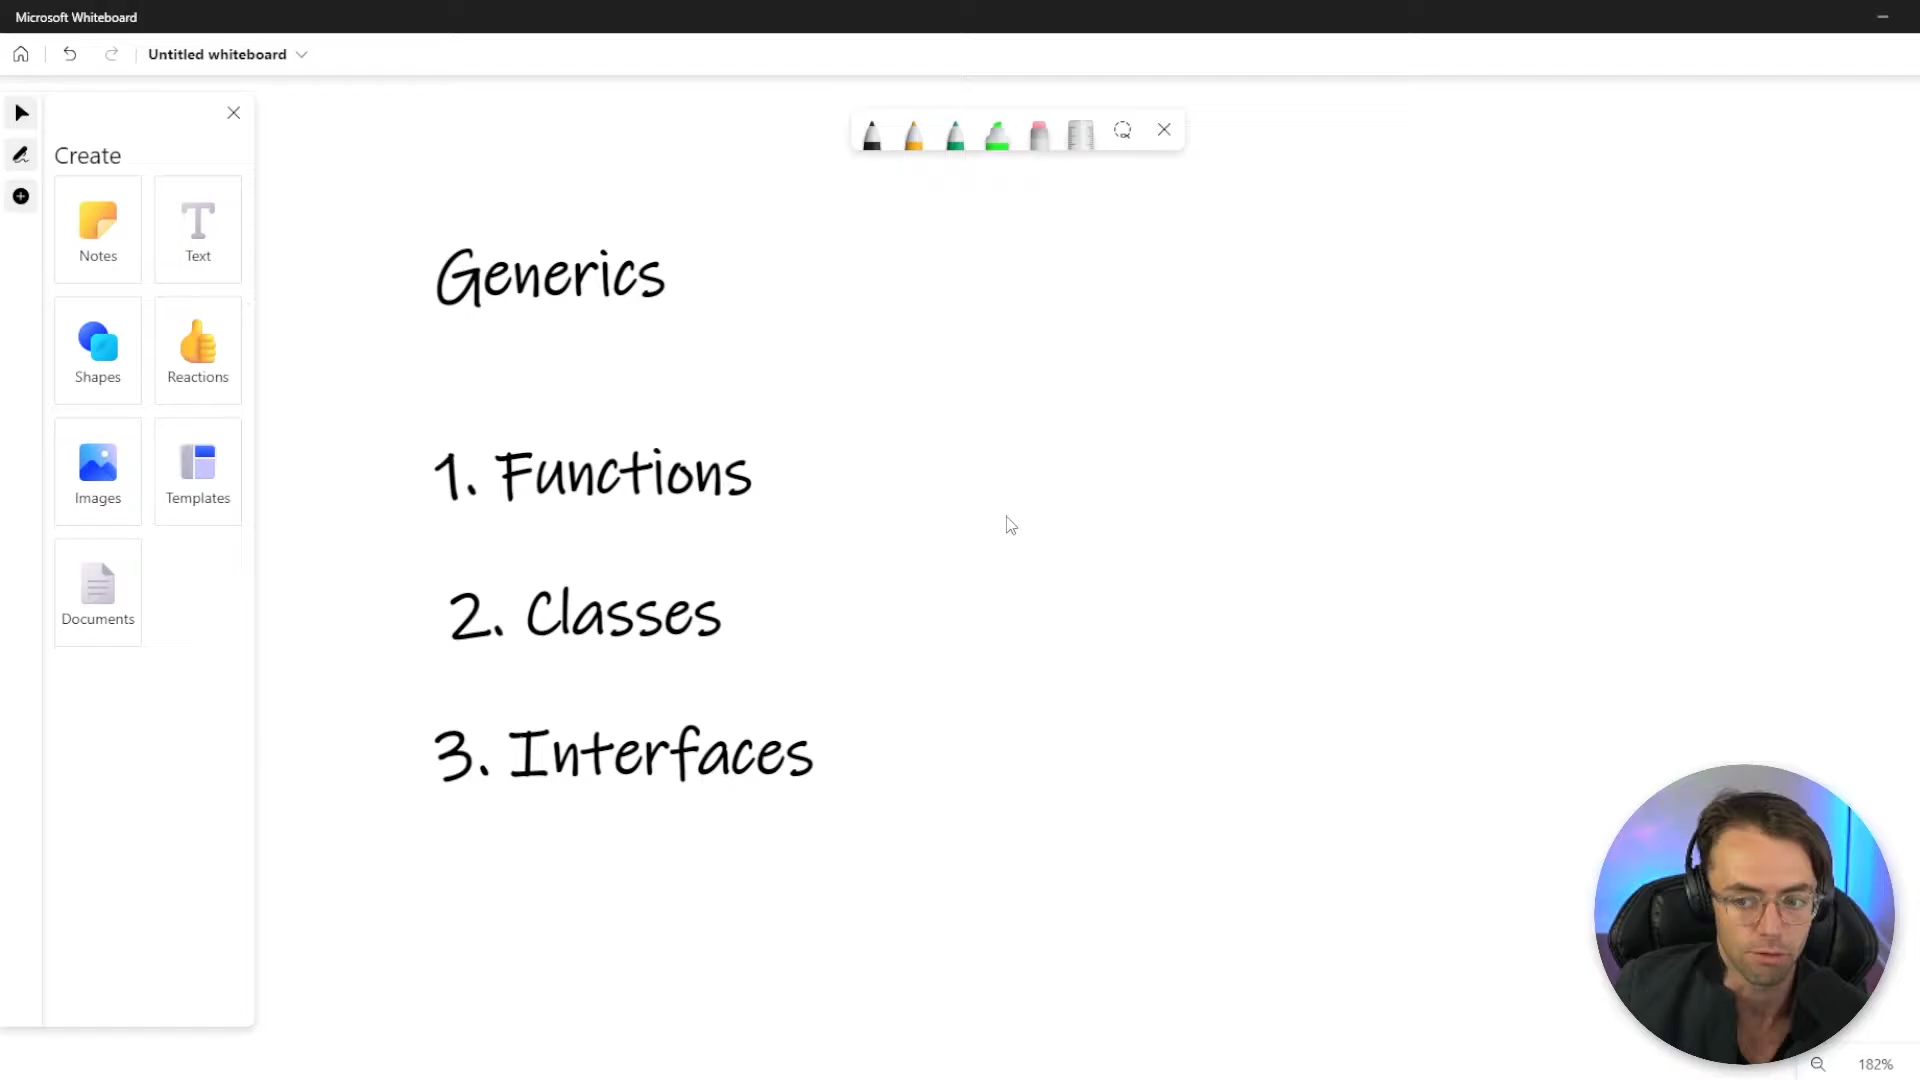 Microsoft Whiteboard
Untitled whiteboard
Create
Notes
Text
Shapes
Reactions
Images
Templates
Documents
Generics
1. Functions
2. Classes
3. Interfaces
182%